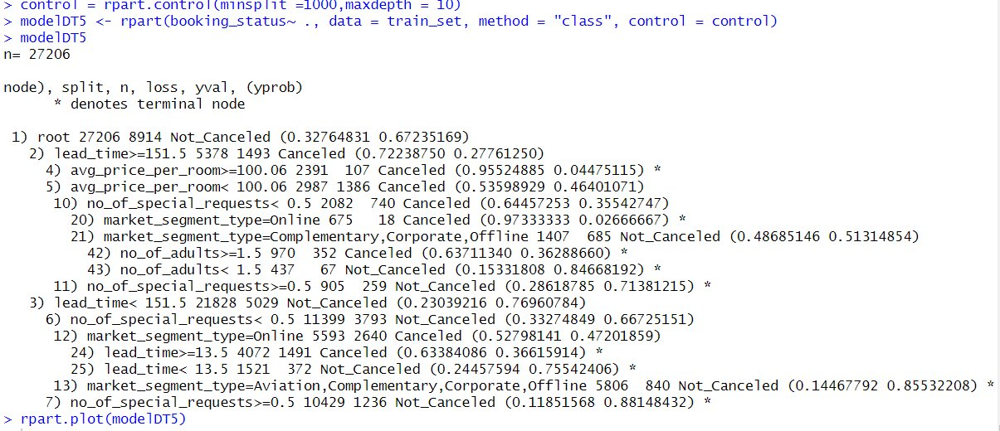 > control = rpart.control(minsplit =1000,maxdepth = 10)
> modelDT5 <- rpart(booking_status~ ., data = train_set, method = "class", control = control)
> modelDT5
n= 27206

node), split, n, loss, yval, (yprob)
      * denotes terminal node

 1) root 27206 8914 Not_Canceled (0.32764831 0.67235169)
   2) lead_time>=151.5 5378 1493 Canceled (0.72238750 0.27761250)
     4) avg_price_per_room>=100.06 2391  107 Canceled (0.95524885 0.04475115) *
     5) avg_price_per_room< 100.06 2987 1386 Canceled (0.53598929 0.46401071)
      10) no_of_special_requests< 0.5 2082  740 Canceled (0.64457253 0.35542747)
        20) market_segment_type=Online 675   18 Canceled (0.97333333 0.02666667) *
        21) market_segment_type=Complementary,Corporate,Offline 1407  685 Not_Canceled (0.48685146 0.51314854)
          42) no_of_adults>=1.5 970  352 Canceled (0.63711340 0.36288660) *
          43) no_of_adults< 1.5 437   67 Not_Canceled (0.15331808 0.84668192) *
      11) no_of_special_requests>=0.5 905  259 Not_Canceled (0.28618785 0.71381215) *
   3) lead_time< 151.5 21828 5029 Not_Canceled (0.23039216 0.76960784)
     6) no_of_special_requests< 0.5 11399 3793 Not_Canceled (0.33274849 0.66725151)
      12) market_segment_type=Online 5593 2640 Canceled (0.52798141 0.47201859)
        24) lead_time>=13.5 4072 1491 Canceled (0.63384086 0.36615914) *
        25) lead_time< 13.5 1521  372 Not_Canceled (0.24457594 0.75542406) *
      13) market_segment_type=Aviation,Complementary,Corporate,Offline 5806  840 Not_Canceled (0.14467792 0.85532208) *
     7) no_of_special_requests>=0.5 10429 1236 Not_Canceled (0.11851568 0.88148432) *
> rpart.plot(modelDT5)